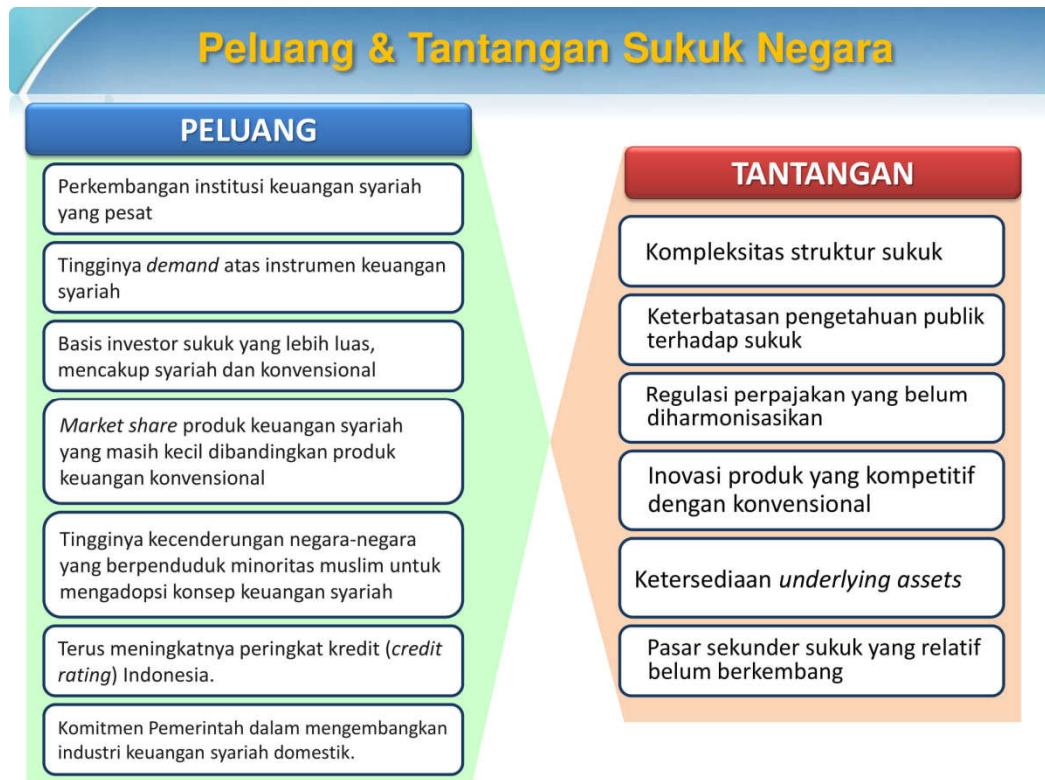 Peluang & Tantangan Sukuk Negara
PELUANG
Perkembangan institusi keuangan syariah
yang pesat
Tingginya demand atas instrumen keuangan
syariah
Basis investor sukuk yang lebih luas,
mencakup syariah dan konvensional
Market share produk keuangan syariah
yang masih kecil dibandingkan produk
keuangan konvensional
Tingginya kecenderungan negara-negara
yang berpenduduk minoritas muslim untuk
mengadopsi konsep keuangan syariah
Terus meningkatnya peringkat kredit (credit
rating) Indonesia.
Komitmen Pemerintah dalam mengembangkan
industri keuangan syariah domestik.
TANTANGAN
Kompleksitas struktur sukuk
Keterbatasan pengetahuan publik
terhadap sukuk
Regulasi perpajakan yang belum
diharmonisasikan
Inovasi produk yang kompetitif
dengan konvensional
Ketersediaan underlying assets
Pasar sekunder sukuk yang relatif
belum berkembang